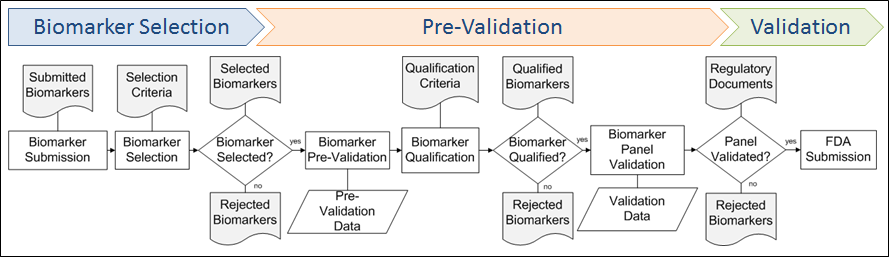 Biomarker Selection
Pre-Validation
Validation
Submitted
Biomarkers
Selection
Criteria
Selected
Biomarkers
Qualification
Criteria
Qualified
Biomarkers
Regulatory
Documents
Biomarker
Submission
Biomarker
Selection
Biomarker
Selected?
yes
Biomarker
Pre-Validation
Biomarker
Qualification
Biomarker
Qualified?
yes
Biomarker
Panel
Validation
Panel
Validated?
yes
FDA
Submission
no
Rejected
Biomarkers
Pre-
Validation
Data
no
Rejected
Biomarkers
Validation
Data
no
Rejected
Biomarkers